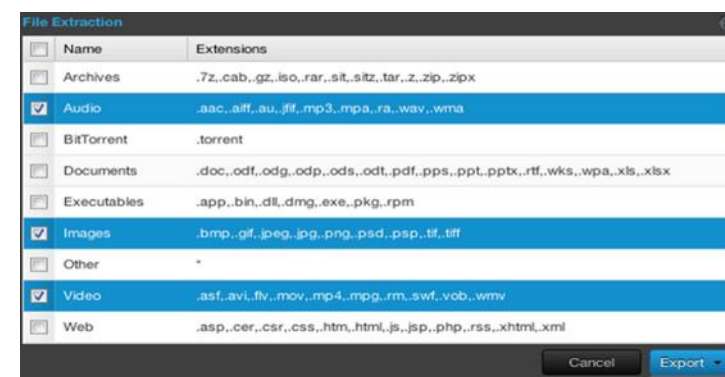 File Extraction
Name Extensions
Archives .7z,.cab,.gz,.iso,.rar,.sit,.sitz,.tar,.z,.zip,.zipx
Audio .aac,.aiff,.au,.jfif,.mp3,.mpa,.ra,.wav,.wma
BitTorrent .torrent
Documents .doc,.odf,.odg,.odp,.ods,.odt,.pdf,.pps,.ppt,.pptx,.rtf,.wks,.wpa,.xls,.xlsx
Executables .app,.bin,.dll,.dmg,.exe,.pkg,.rpm
Images .bmp,.gif,.jpeg,.jpg,.png,.psd,.psp,.tif,.tiff
Other *
Video .asf,.avi,.flv,.mov,.mp4,.mpg,.rm,.swf,.vob,.wmv
Web .asp,.cer,.csr,.css,.htm,.html,.js,.jsp,.php,.rss,.xhtml,.xml
Cancel Export